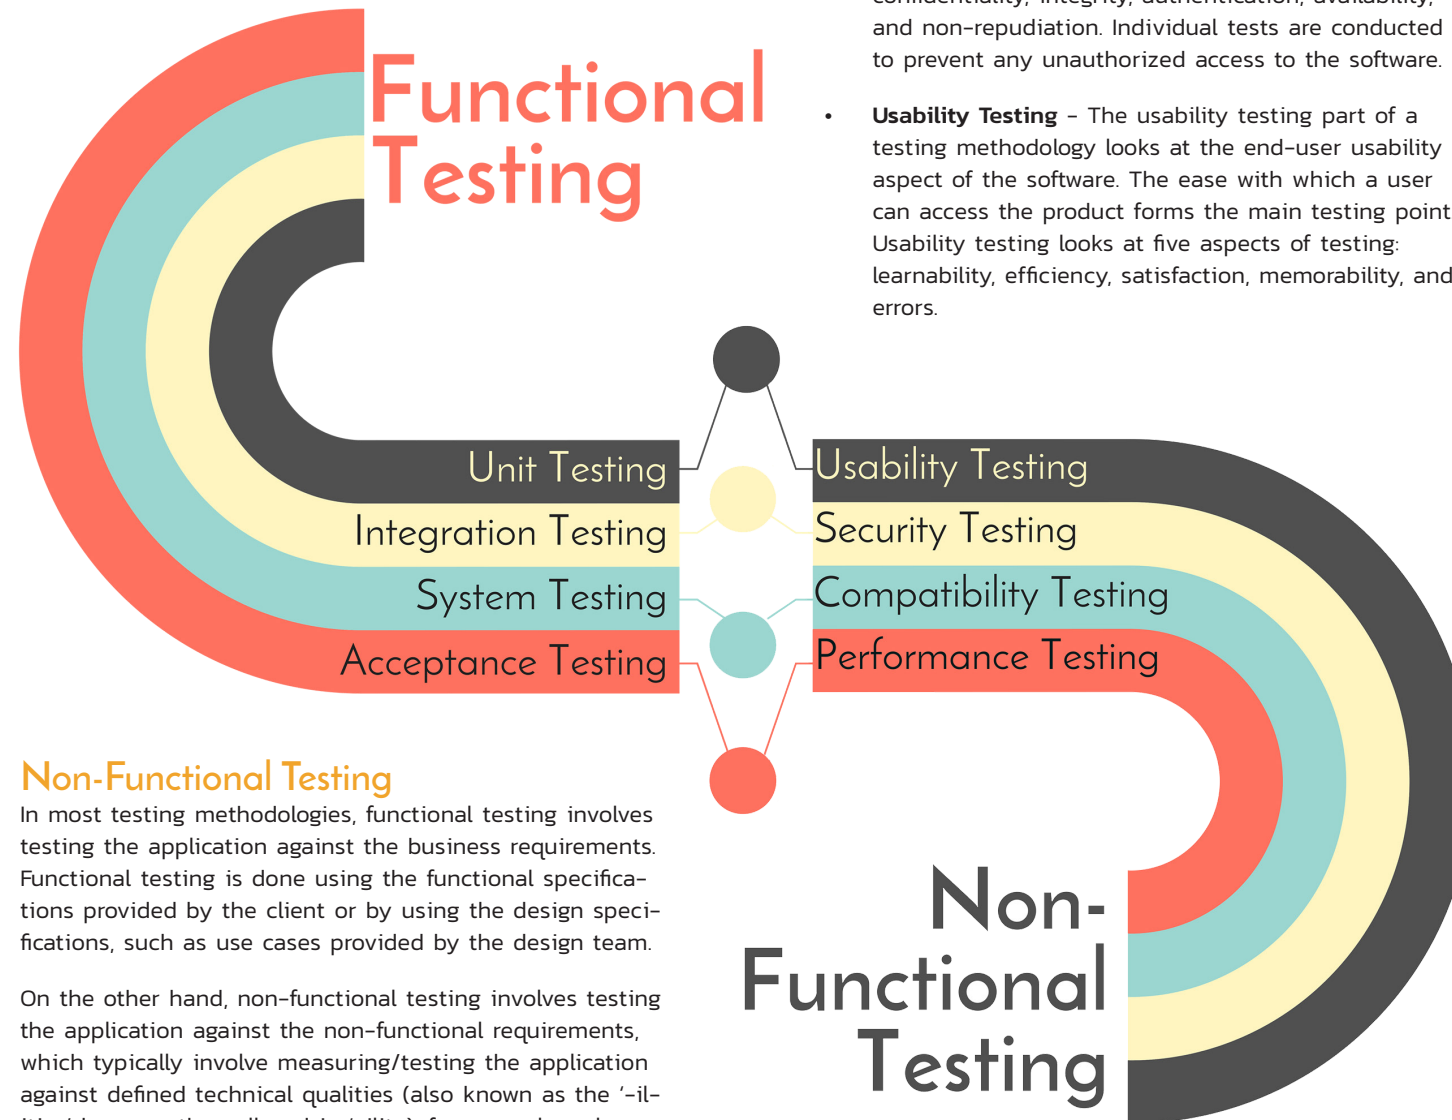 Functional
Testing
and non-repudiation. Individual tests are conducted
to prevent any unauthorized access to the software.
• Usability Testing - The usability testing part of a
testing methodology looks at the end-user usability
aspect of the software. The ease with which a user
can access the product forms the main testing point
Usability testing looks at five aspects of testing:
learnability, efficiency, satisfaction, memorability, and
errors.
Unit Testing
Integration Testing
System Testing
Acceptance Testing
Usability Testing
Security Testing
Compatibility Testing
Performance Testing
Non-Functional Testing
In most testing methodologies, functional testing involves
testing the application against the business requirements.
Functional testing is done using the functional specifica-
tions provided by the client or by using the design speci-
fications, such as use cases provided by the design team.
On the other hand, non-functional testing involves testing
the application against the non-functional requirements,
which typically involve measuring/testing the application
against defined technical qualities (also known as the '-il-
Non-
Functional
Testing